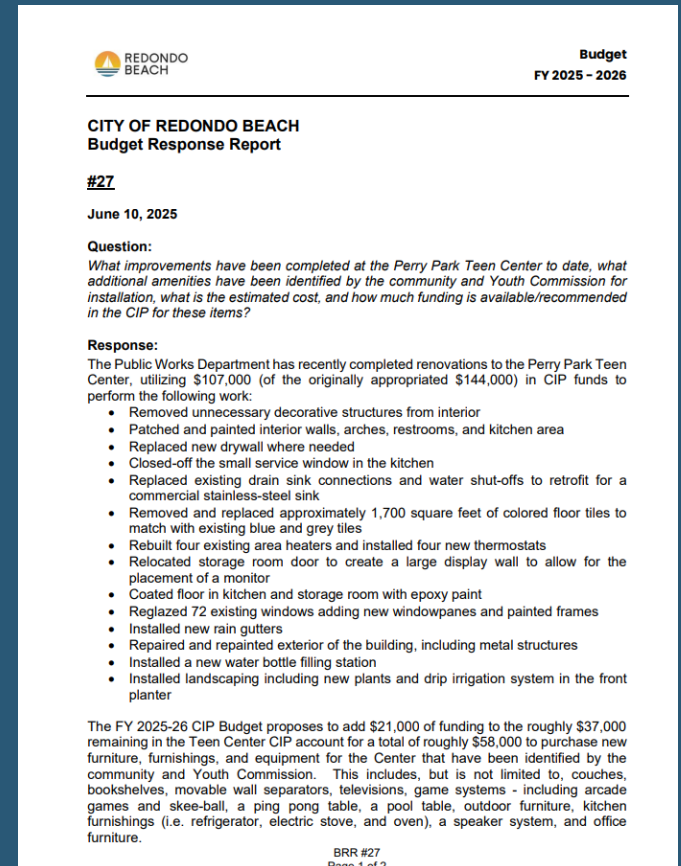 REDONDO
BEACH
Budget
FY 2025 - 2026
CITY OF REDONDO BEACH
Budget Response Report
#27
June 10, 2025
Question:
What improvements have been completed at the Perry Park Teen Center to date, what
additional amenities have been identified by the community and Youth Commission for
installation, what is the estimated cost, and how much funding is available/recommended
in the CIP for these items?
Response:
The Public Works Department has recently completed renovations to the Perry Park Teen
Center, utilizing $107,000 (of the originally appropriated $144,000) in CIP funds to
perform the following work:
• Removed unnecessary decorative structures from interior
• Patched and painted interior walls, arches, restrooms, and kitchen area
• Replaced new drywall where needed
• Closed-off the small service window in the kitchen
• Replaced existing drain sink connections and water shut-offs to retrofit for a
commercial stainless-steel sink
• Removed and replaced approximately 1,700 square feet of colored floor tiles to
match with existing blue and grey tiles
• Rebuilt four existing area heaters and installed four new thermostats
• Relocated storage room door to create a large display wall to allow for the
placement of a monitor
• Coated floor in kitchen and storage room with epoxy paint
• Reglazed 72 existing windows adding new windowpanes and painted frames
• Installed new rain gutters
• Repaired and repainted exterior of the building, including metal structures
• Installed a new water bottle filling station
• Installed landscaping including new plants and drip irrigation system in the front
planter
The FY 2025-26 CIP Budget proposes to add $21,000 of funding to the roughly $37,000
remaining in the Teen Center CIP account for a total of roughly $58,000 to purchase new
furniture, furnishings, and equipment for the Center that have been identified by the
community and Youth Commission. This includes, but is not limited to, couches,
bookshelves, movable wall separators, televisions, game systems - including arcade
games and skee-ball, a ping pong table, a pool table, outdoor furniture, kitchen
furnishings (i.e. refrigerator, electric stove, and oven), a speaker system, and office
furniture.
BRR #27
Page 1 of 2